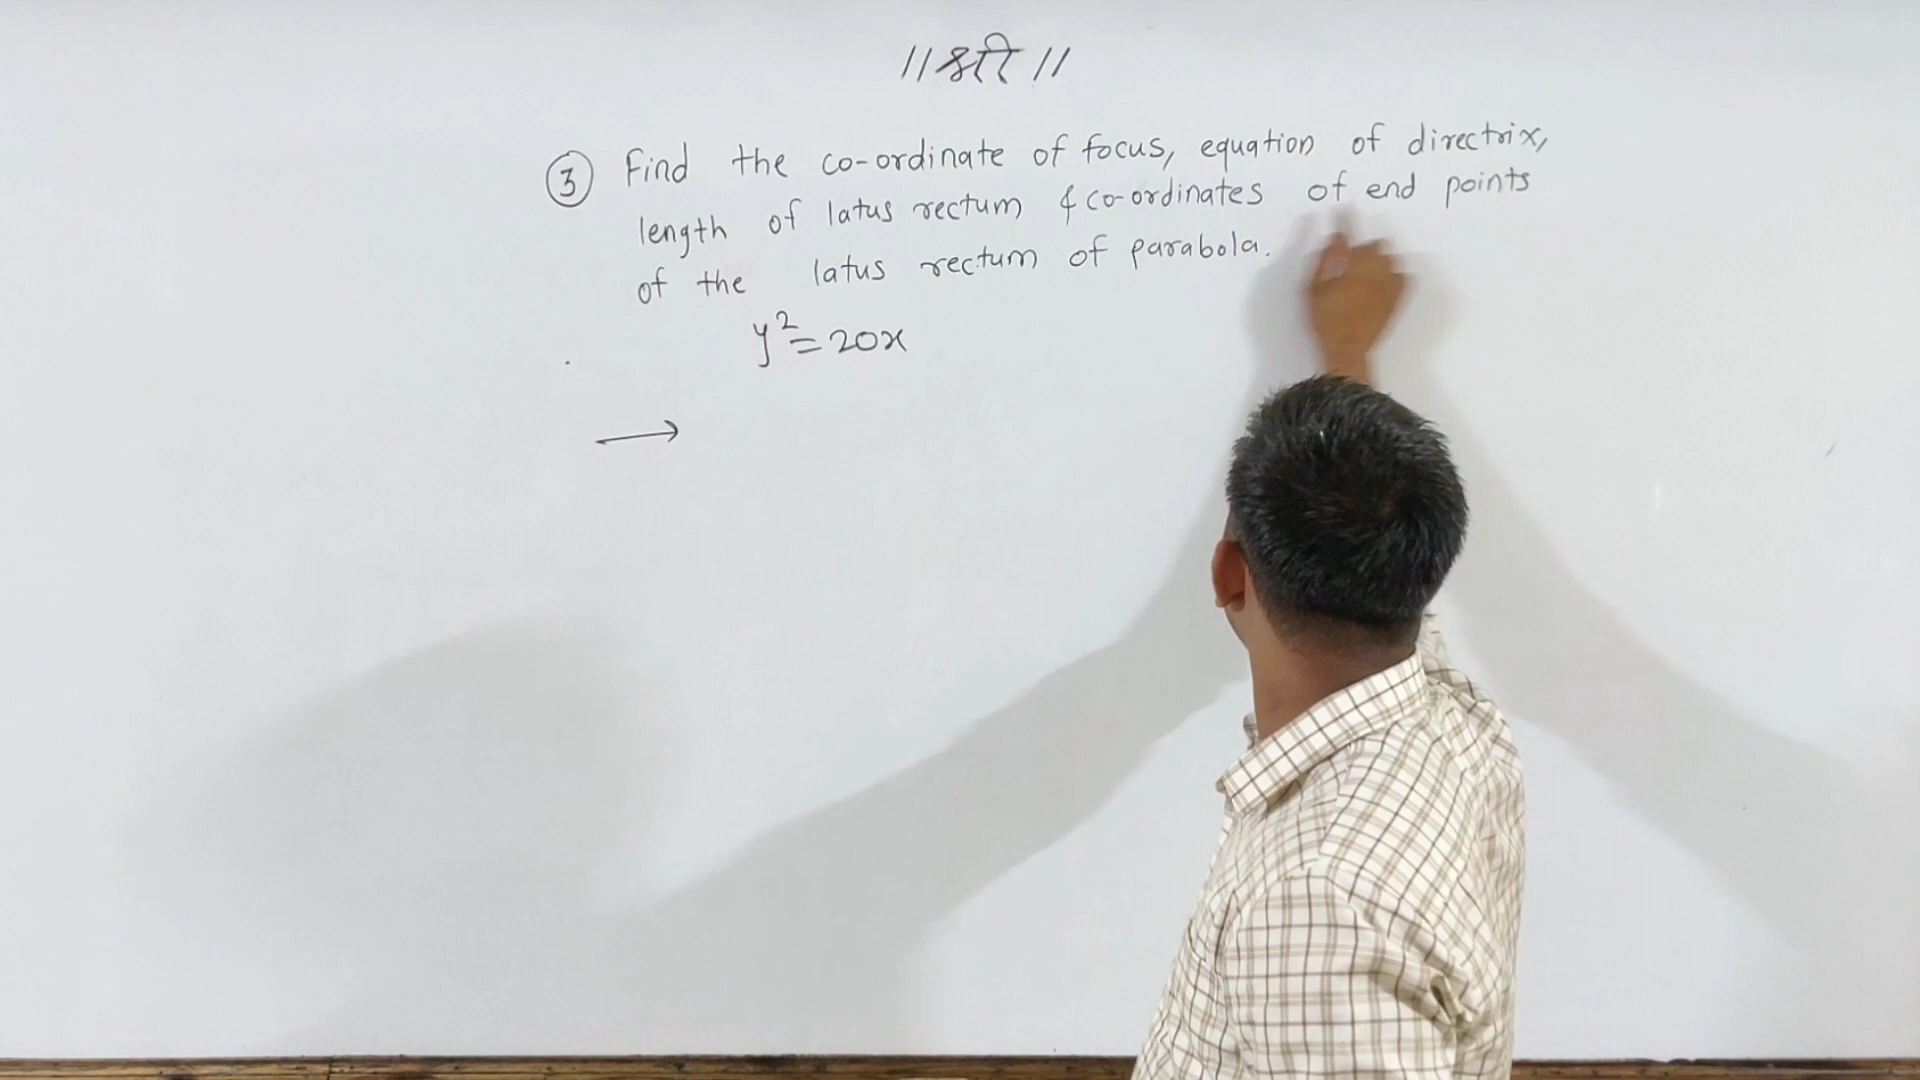 ॥ श्री ॥
③ Find the co-ordinate of focus, equation of directrix,
length of latus rectum & co-ordinates of end points
of the latus rectum of parabola.
y²=20x
→